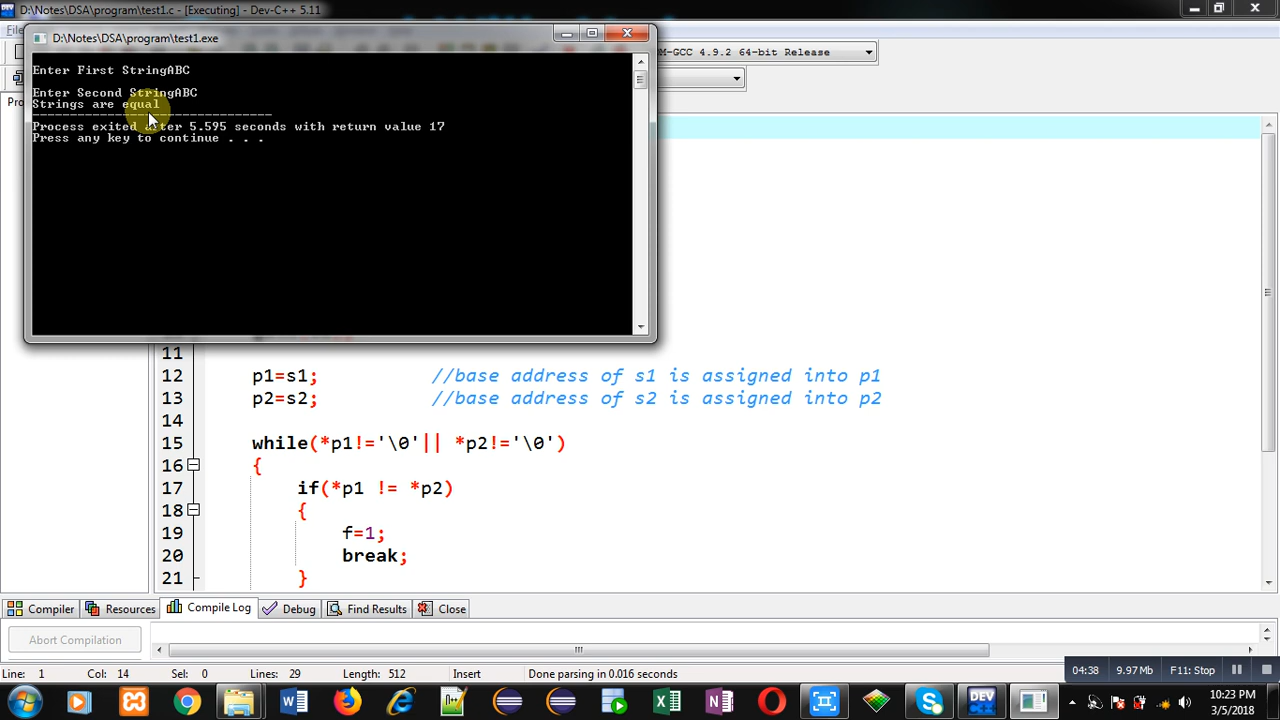 D:\Notes\DSA\program\test1.c - [Executing] - Dev-C++ 5.11
D:\Notes\DSA\program\test1.exe
M-GCC 4.9.2 64-bit Release
Enter First StringABC
Enter Second StringABC
Strings are equal
--------------------------------
Process exited after 5.595 seconds with return value 17
Press any key to continue . . .
11
12 p1=s1; //base address of s1 is assigned into p1
13 p2=s2; //base address of s2 is assigned into p2
14
15 while(*p1!='\0'|| *p2!='\0')
16 {
17 if(*p1 != *p2)
18 {
19 f=1;
20 break;
21 }
Compiler Resources Compile Log Debug Find Results Close
Abort Compilation
Line: 1 Col: 14 Sel: 0 Lines: 29 Length: 512 Insert Done parsing in 0.016 seconds
04:38 9.97 Mb F11: Stop
10:23 PM
3/5/2018